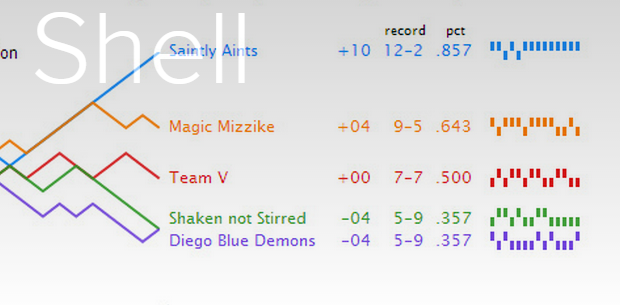 Shell
record pct
on
Saintly Aints +10 12-2 .857
Magic Mizzike +04 9-5 .643
Team V +00 7-7 .500
Shaken not Stirred -04 5-9 .357
Diego Blue Demons -04 5-9 .357